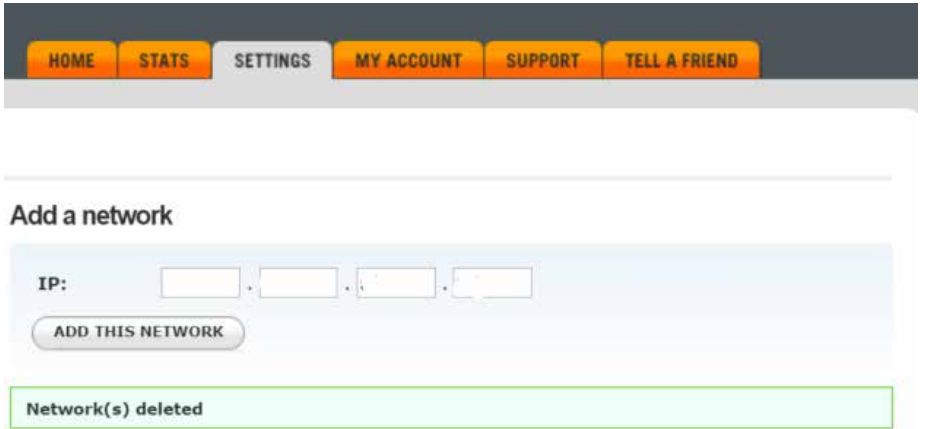 HOME STATS SETTINGS MY ACCOUNT SUPPORT TELL A FRIEND
Add a network
IP: . . .
ADD THIS NETWORK
Network(s) deleted